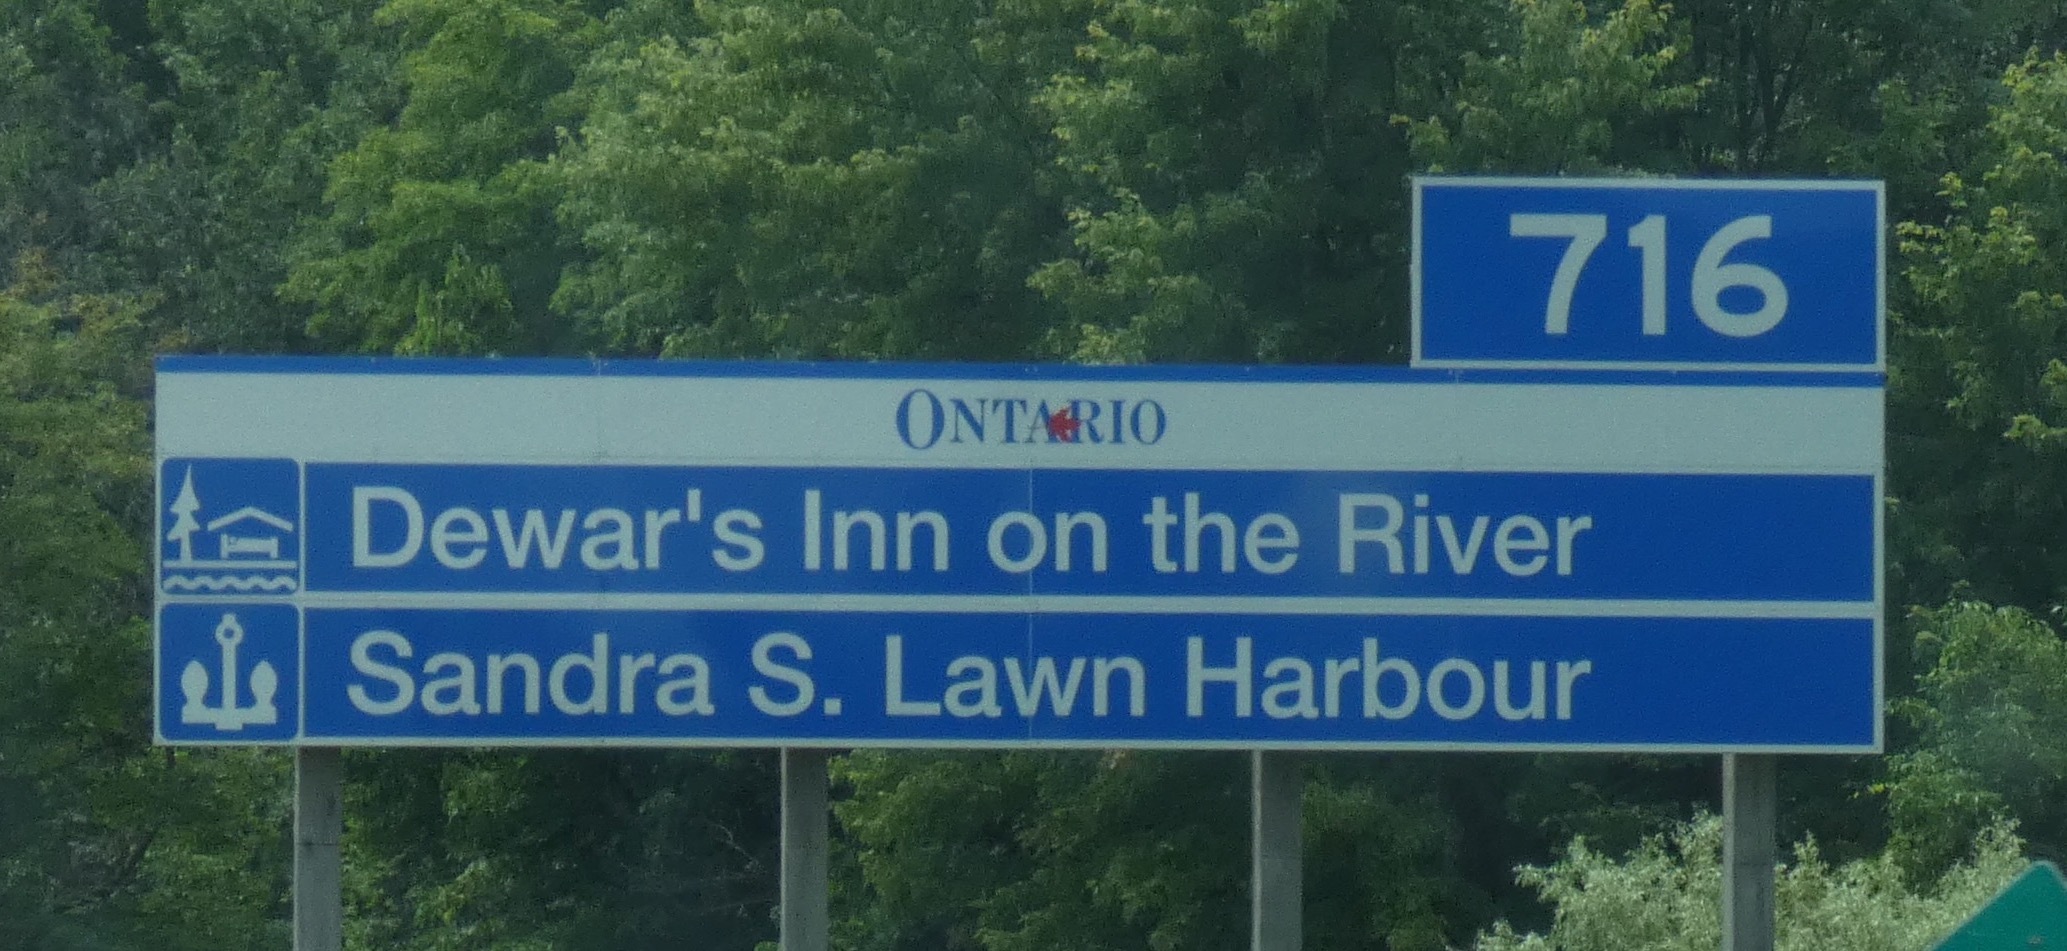 716
ONTARIO
Dewar's Inn on the River
Sandra S. Lawn Harbour